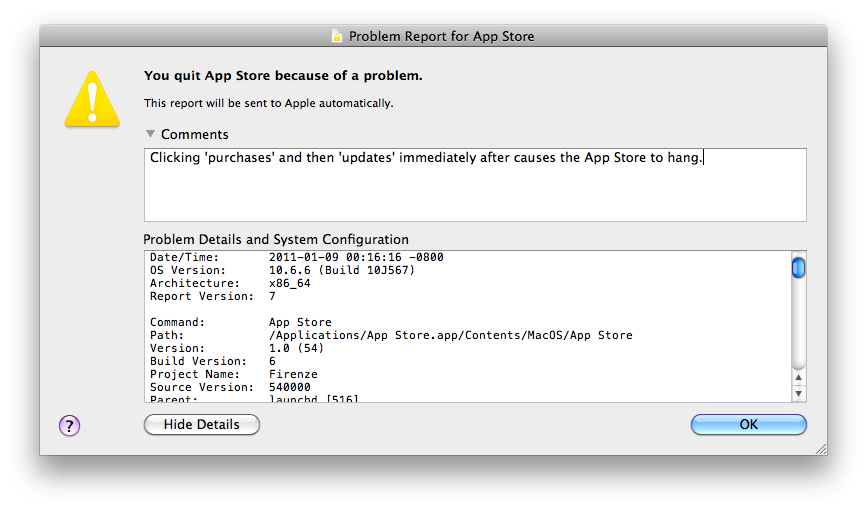 Problem Report for App Store
You quit App Store because of a problem.
This report will be sent to Apple automatically.
Comments
Clicking 'purchases' and then 'updates' immediately after causes the App Store to hang.
Problem Details and System Configuration
Date/Time: 2011-01-09 00:16:16 -0800
OS Version: 10.6.6 (Build 10J567)
Architecture: x86_64
Report Version: 7
Command: App Store
Path: /Applications/App Store.app/Contents/MacOS/App Store
Version: 1.0 (54)
Build Version: 6
Project Name: Firenze
Source Version: 540000
Parent: launchd [516]
?
Hide Details
OK